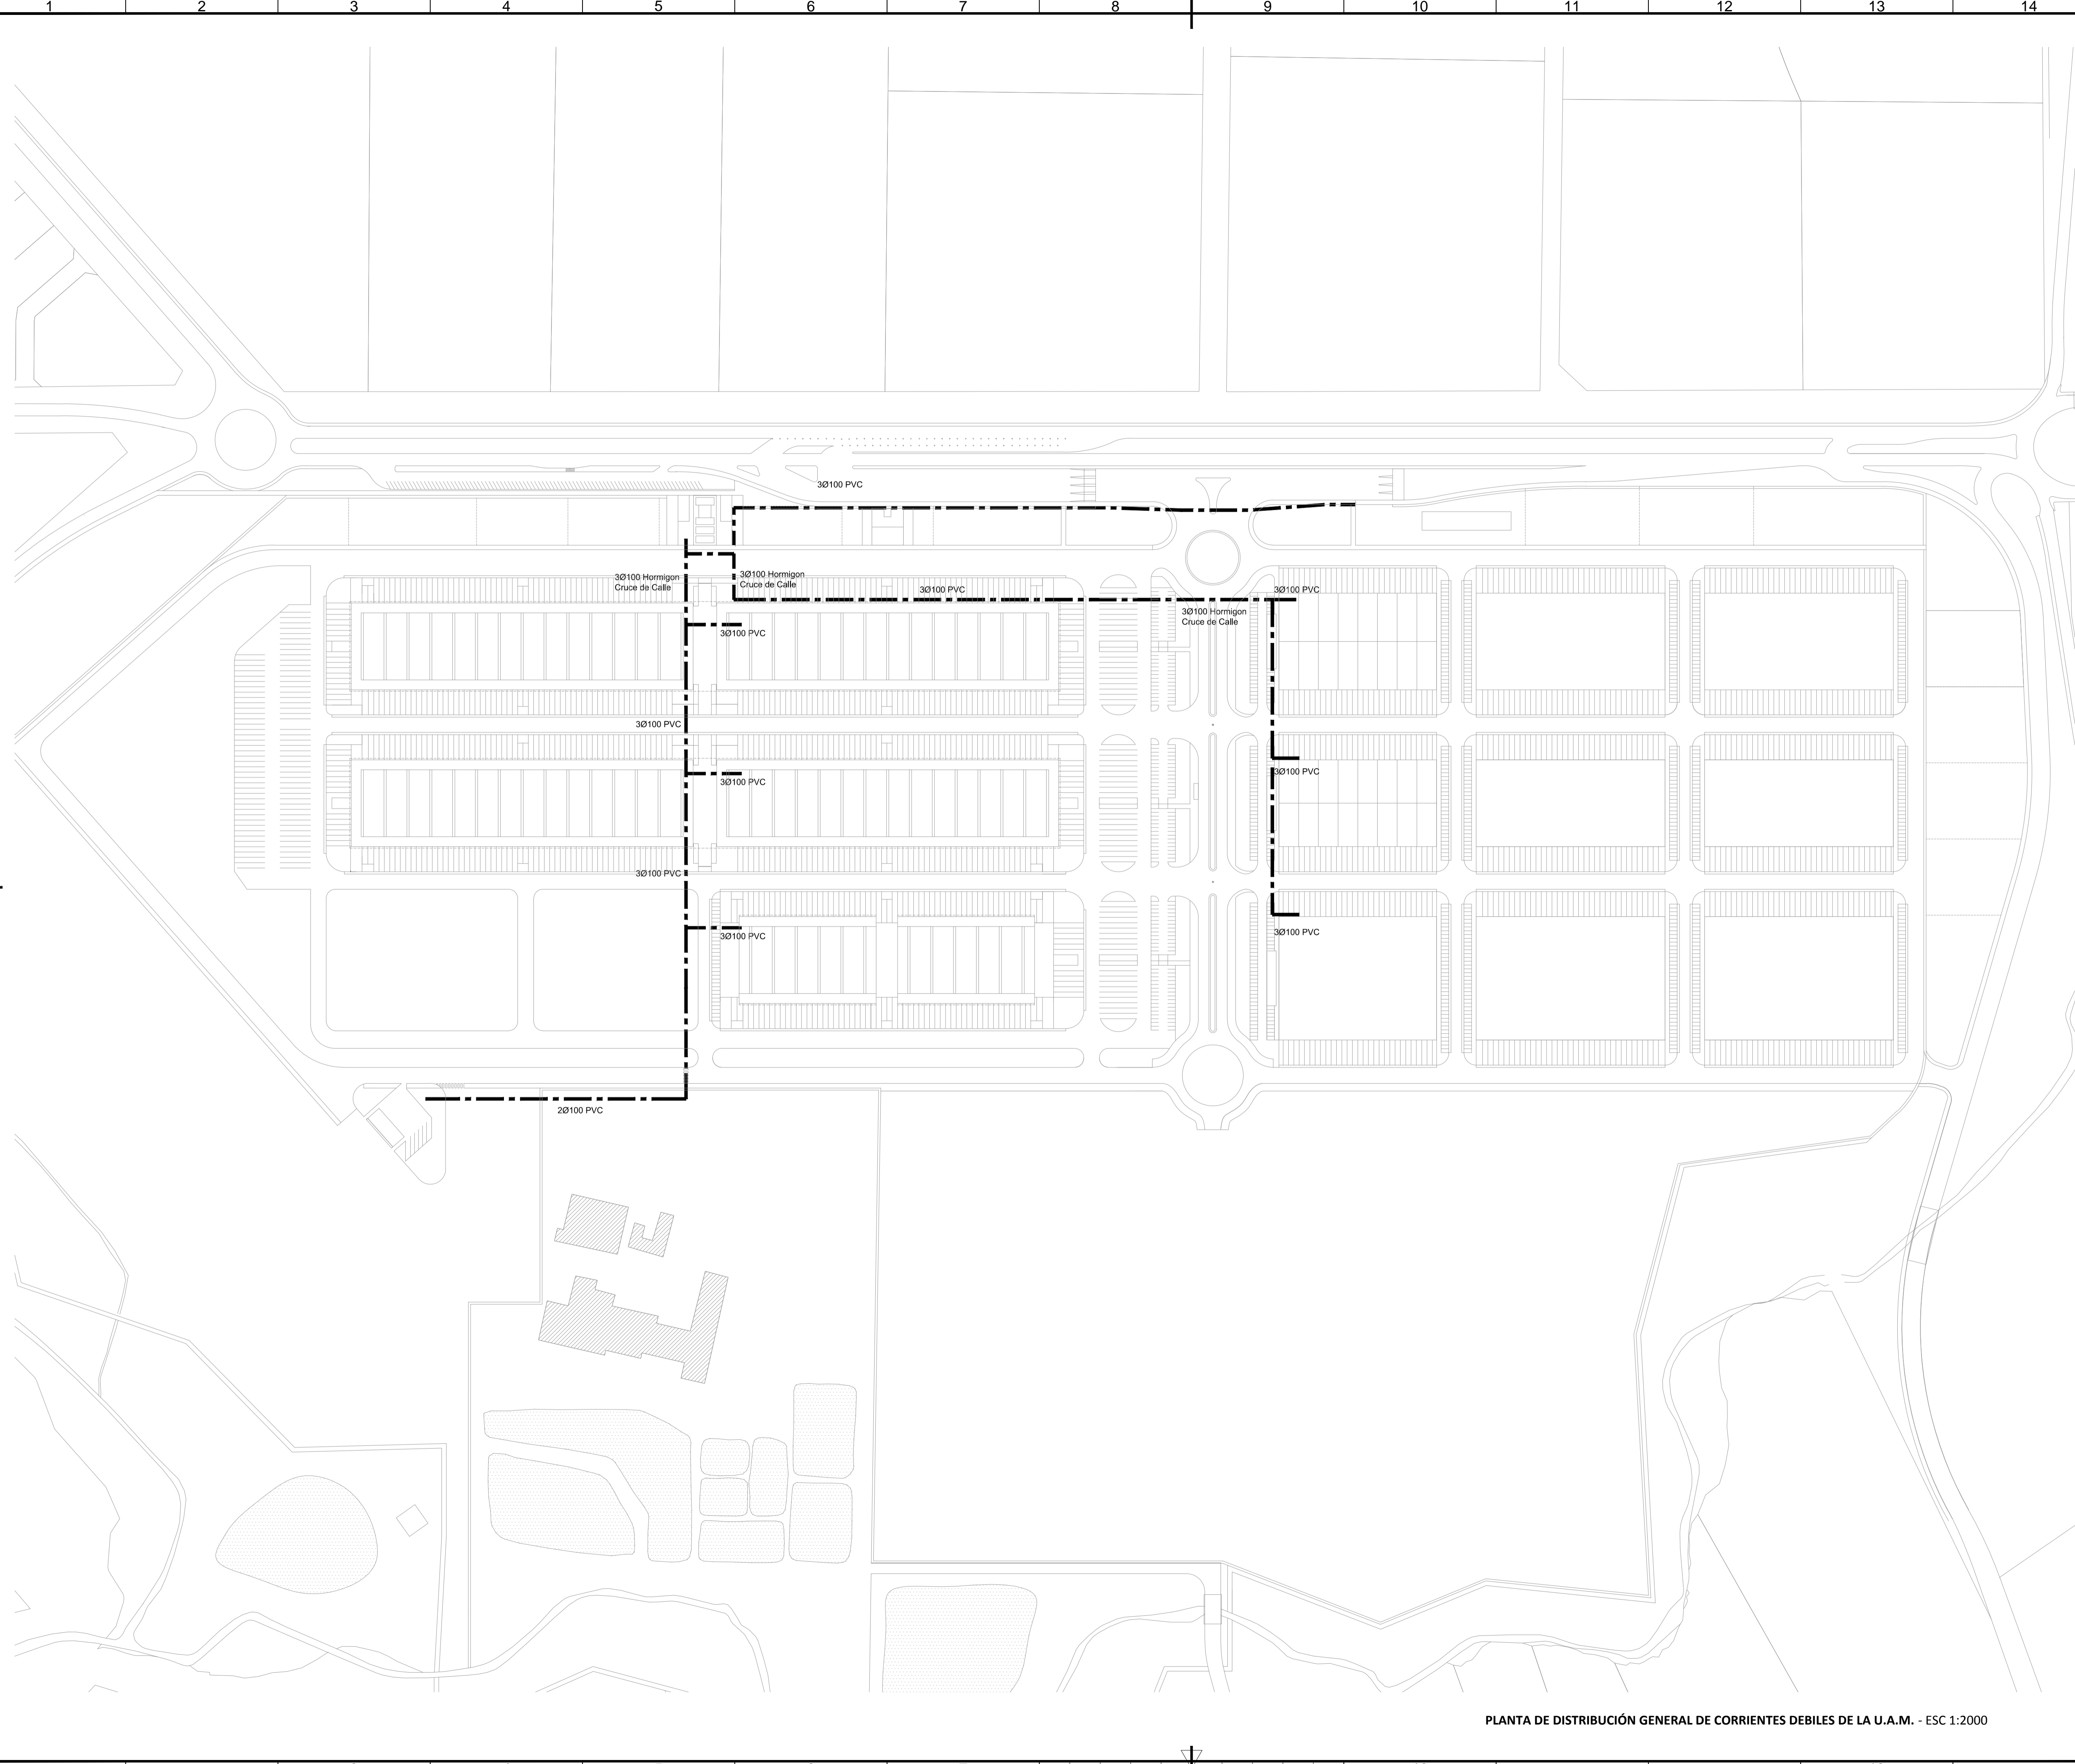 1 2 3 4 5 6 7 8 9 10 11 12 13 14
3Ø100 PVC
3Ø100 Hormigon
Cruce de Calle
3Ø100 Hormigon
Cruce de Calle
3Ø100 PVC
3Ø100 PVC
3Ø100 Hormigon
Cruce de Calle
3Ø100 PVC
3Ø100 PVC
3Ø100 PVC
3Ø100 PVC
3Ø100 PVC
3Ø100 PVC
3Ø100 PVC
2Ø100 PVC
PLANTA DE DISTRIBUCIÓN GENERAL DE CORRIENTES DEBILES DE LA U.A.M. - ESC 1:2000